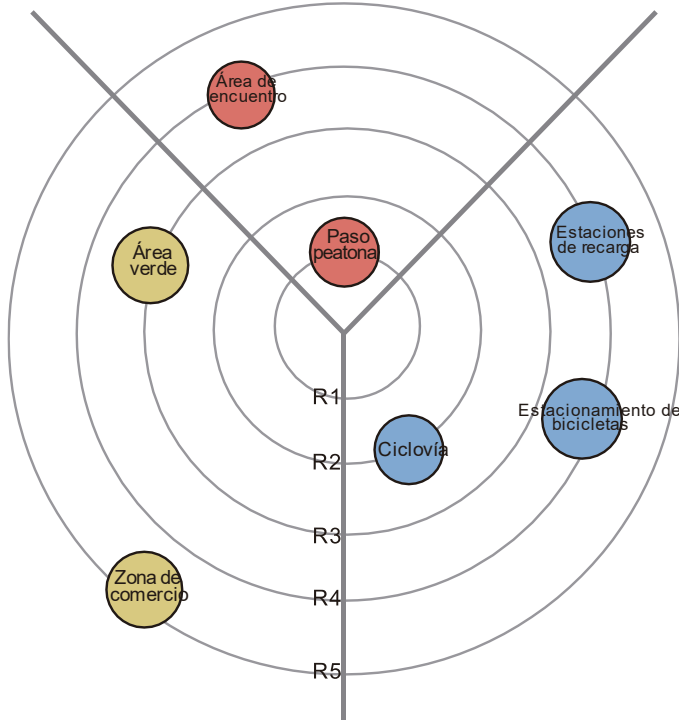 Área de
encuentro
Paso
peatona
Estaciones
de recarga
Área
verde
R1
Estacionamiento de
bicicletas
Ciclovía
R2
R3
Zona de
comercio
R4
R5